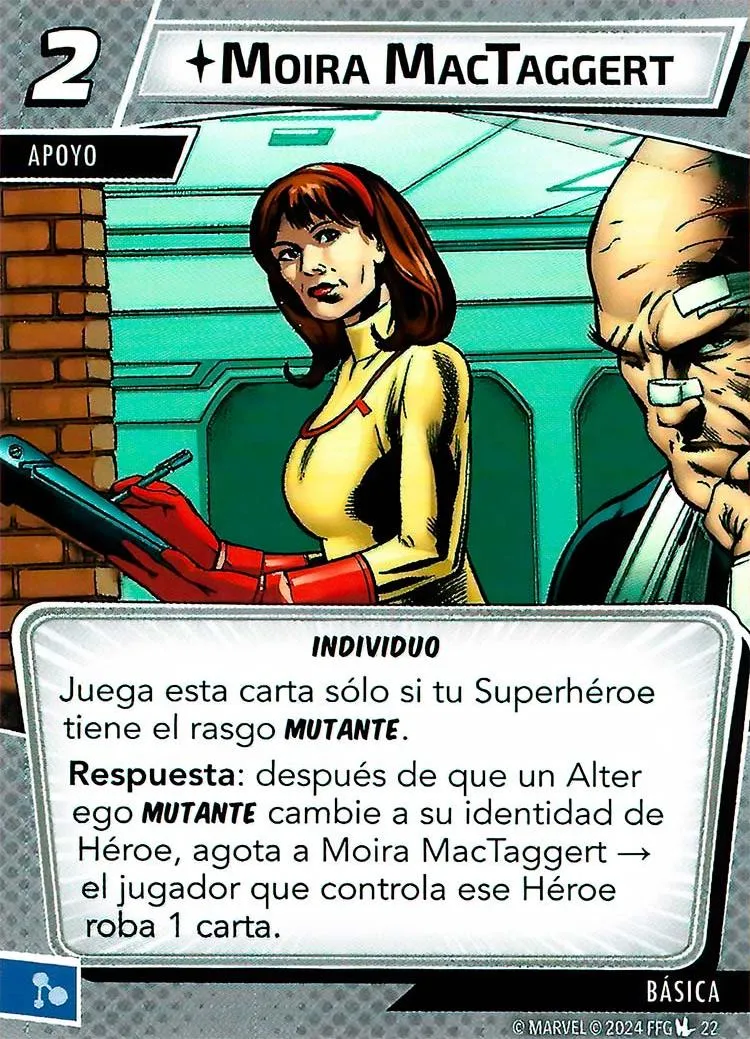 2
Moira MacTaggert
APOYO
INDIVIDUO
Juega esta carta sólo si tu Superhéroe
tiene el rasgo MUTANTE.
Respuesta: después de que un Alter
ego MUTANTE cambie a su identidad de
Héroe, agota a Moira MacTaggert →
el jugador que controla ese Héroe
roba 1 carta.
BÁSICA
© MARVEL © 2024 FFG 22